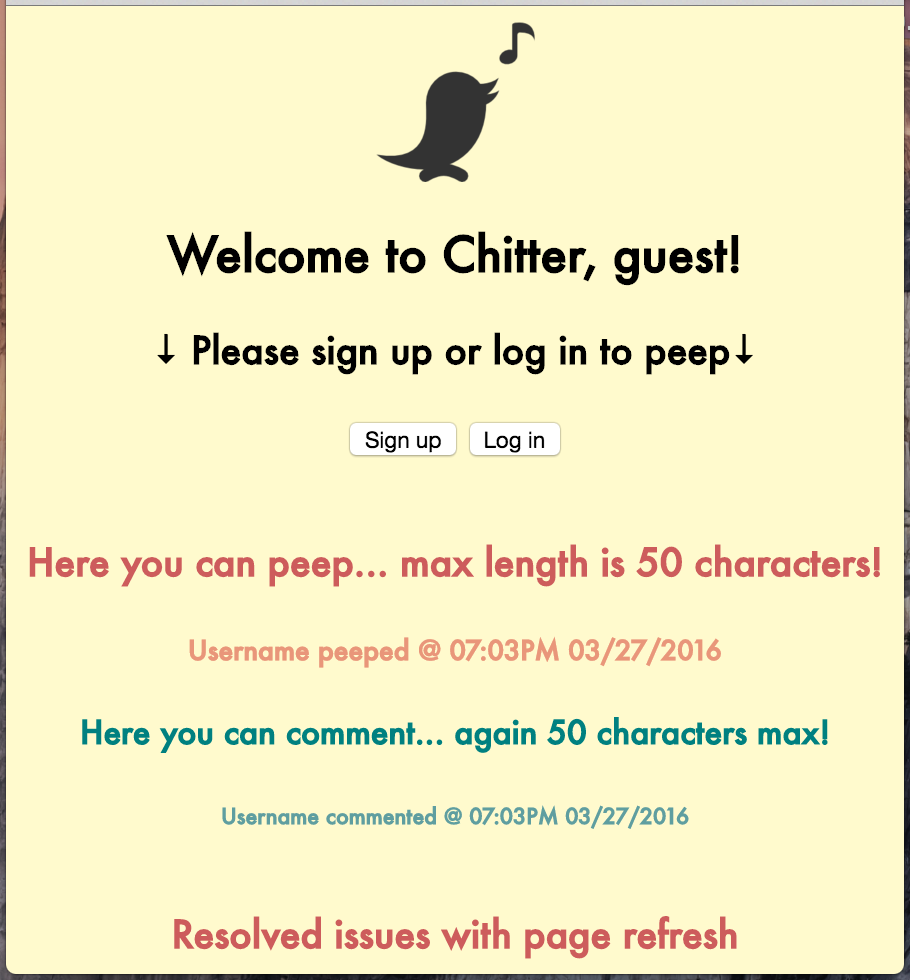 Welcome to Chitter, guest!
↓ Please sign up or log in to peep↓
Sign up Log in
Here you can peep... max length is 50 characters!
Username peeped @ 07:03PM 03/27/2016
Here you can comment... again 50 characters max!
Username commented @ 07:03PM 03/27/2016
Resolved issues with page refresh